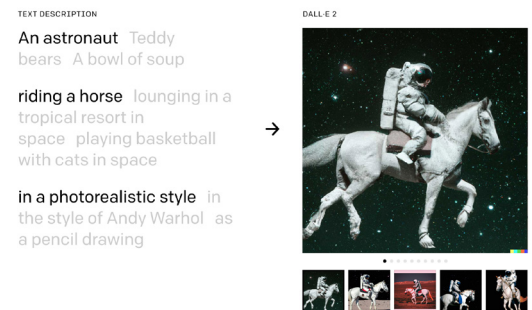 TEXT DESCRIPTION
An astronaut Teddy
bears A bowl of soup
riding a horse lounging in a
tropical resort in
space playing basketball
with cats in space
in a photorealistic style in
the style of Andy Warhol as
a pencil drawing
DALL·E 2